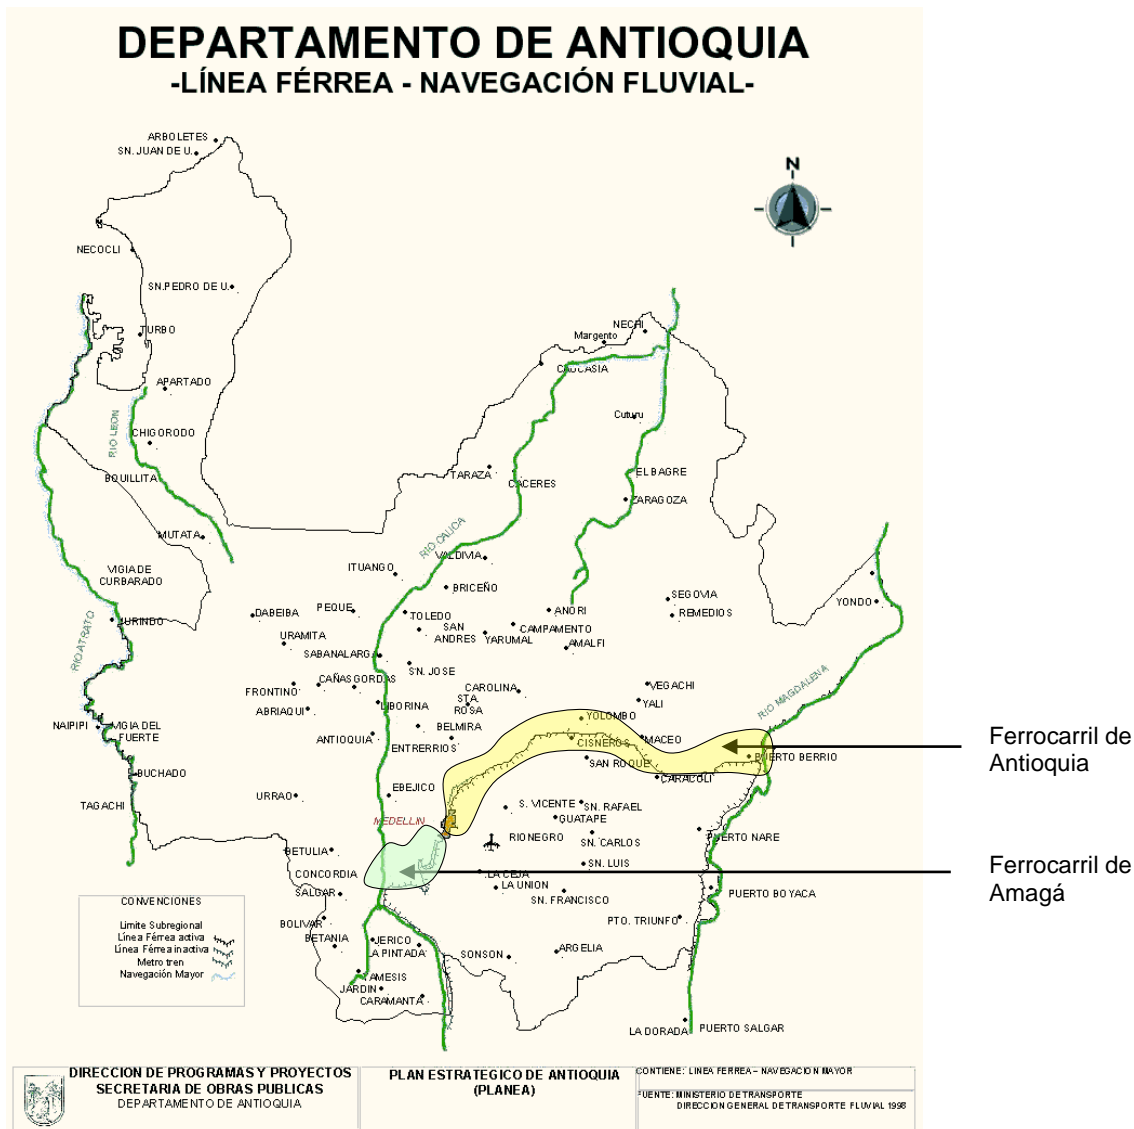 DEPARTAMENTO DE ANTIOQUIA
-LÍNEA FÉRREA - NAVEGACIÓN FLUVIAL-
N
ARBOLETES
SN. JUAN DE U.
NECOCLI
SN.PEDRO DE U.
TURBO
NECHI
Margento
CAUCASIA
APARTADO
RIO LEON
CHIGORODO
Cuturu
BOUILLITA
TARAZA
CACERES
EL BAGRE
ZARAGOZA
MUTATA
RIO CAUCA
VALDIVIA
VIGIA DE
CURBARADO
ITUANGO
BRICEÑO
SEGOVIA
YONDO
MURINDO
DABEIBA
PEQUE
TOLEDO
ANORI
REMEDIOS
RIO ATRATO
URAMITA
SAN
ANDRES
YARUMAL
CAMPAMENTO
AMALFI
SABANALARG.
SN. JOSE
FRONTINO
CAÑASGORDAS
CAROLINA
VEGACHI
RIO MAGDALENA
ABRIAQUI
LIBORINA
STA.
ROSA
YALI
NAIPIPI
VIGIA DEL
FUERTE
BELMIRA
YOLOMBO
ANTIOQUIA
ENTRERRIOS
CISNEROS
MACEO
Ferrocarril de
Antioquia
SAN ROQUE
PUERTO BERRIO
BUCHADO
CARACOLI
TAGACHI
URRAO
EBEJICO
S. VICENTE
SN. RAFAEL
GUATAPE
MEDELLIN
RIONEGRO
SN. CARLOS
PUERTO NARE
BETULIA
SN. LUIS
CONCORDIA
LA CEJA
Ferrocarril de
Amagá
SALGAR
LA UNION
SN. FRANCISCO
PUERTO BOYACA
BOLIVAR
PTO. TRIUNFO
BETANIA
JERICO
LA PINTADA
SONSON
ARGELIA
TAMESIS
JARDIN
CARAMANTA
LA DORADA
PUERTO SALGAR
CONVENCIONES
Limite Subregional
Línea Férrea activa
Línea Férrea inactiva
Metro tren
Navegación Mayor
DIRECCION DE PROGRAMAS Y PROYECTOS
SECRETARIA DE OBRAS PUBLICAS
DEPARTAMENTO DE ANTIOQUIA
PLAN ESTRATEGICO DE ANTIOQUIA
(PLANEA)
CONTIENE: LINEA FERREA - NAVEGACION MAYOR
FUENTE: MINISTERIO DE TRANSPORTE
DIRECCION GENERAL DE TRANSPORTE FLUVIAL 1998